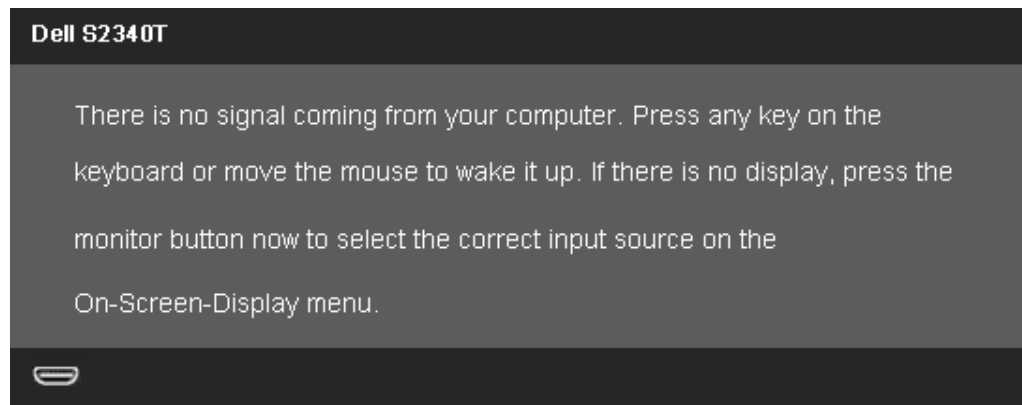 Dell S2340T
There is no signal coming from your computer. Press any key on the
keyboard or move the mouse to wake it up. If there is no display, press the
monitor button now to select the correct input source on the
On-Screen-Display menu.